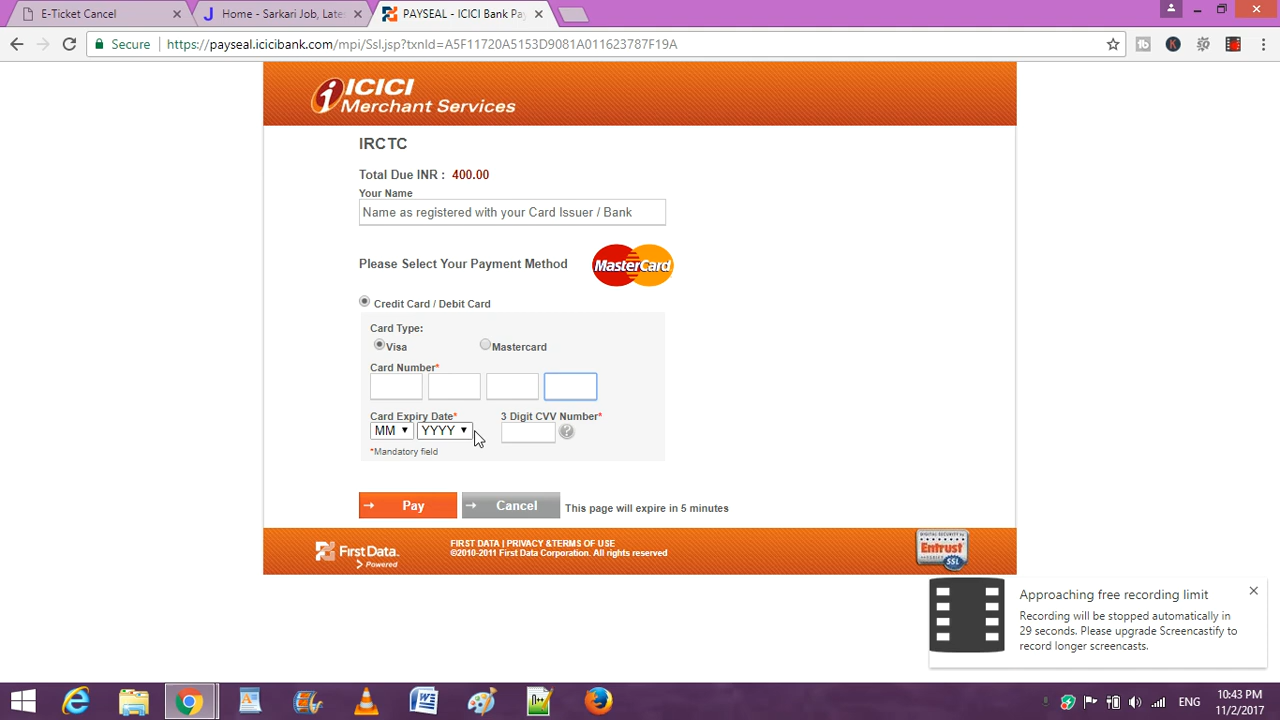 E-Ticket Cancel
Home - Sarkari Job, Latest
PAYSEAL - ICICI Bank Pay
Secure https://payseal.icicibank.com/mpi/Ssl.jsp?txnId=A5F11720A5153D9081A011623787F19A
ICICI
Merchant Services
IRCTC
Total Due INR : 400.00
Your Name
Name as registered with your Card Issuer / Bank
Please Select Your Payment Method
MasterCard
Credit Card / Debit Card
Card Type:
Visa Mastercard
Card Number*
Card Expiry Date* 3 Digit CVV Number*
MM YYYY ?
*Mandatory field
Pay Cancel This page will expire in 5 minutes
First Data. Powered
FIRST DATA | PRIVACY &TERMS OF USE
©2010-2011 First Data Corporation. All rights reserved
Entrust
SSL
Approaching free recording limit
Recording will be stopped automatically in
29 seconds. Please upgrade Screencastify to
record longer screencasts.
ENG
10:43 PM
11/2/2017